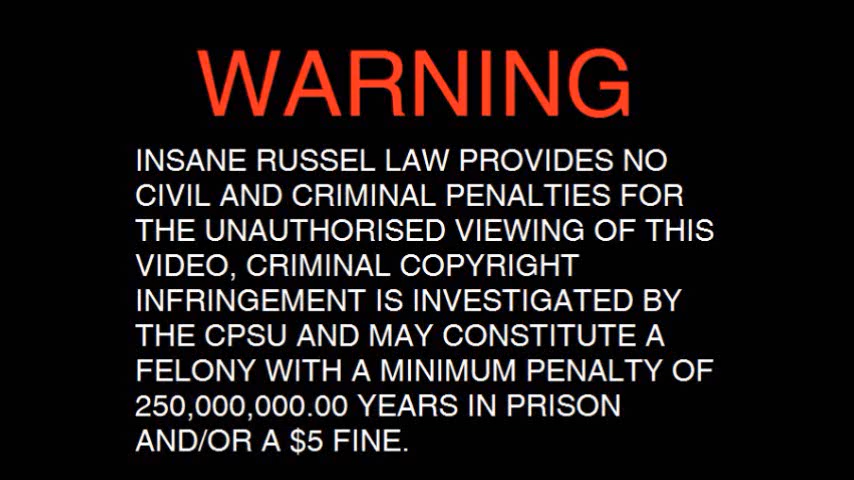 WARNING
INSANE RUSSEL LAW PROVIDES NO
CIVIL AND CRIMINAL PENALTIES FOR
THE UNAUTHORISED VIEWING OF THIS
VIDEO, CRIMINAL COPYRIGHT
INFRINGEMENT IS INVESTIGATED BY
THE CPSU AND MAY CONSTITUTE A
FELONY WITH A MINIMUM PENALTY OF
250,000,000.00 YEARS IN PRISON
AND/OR A $5 FINE.